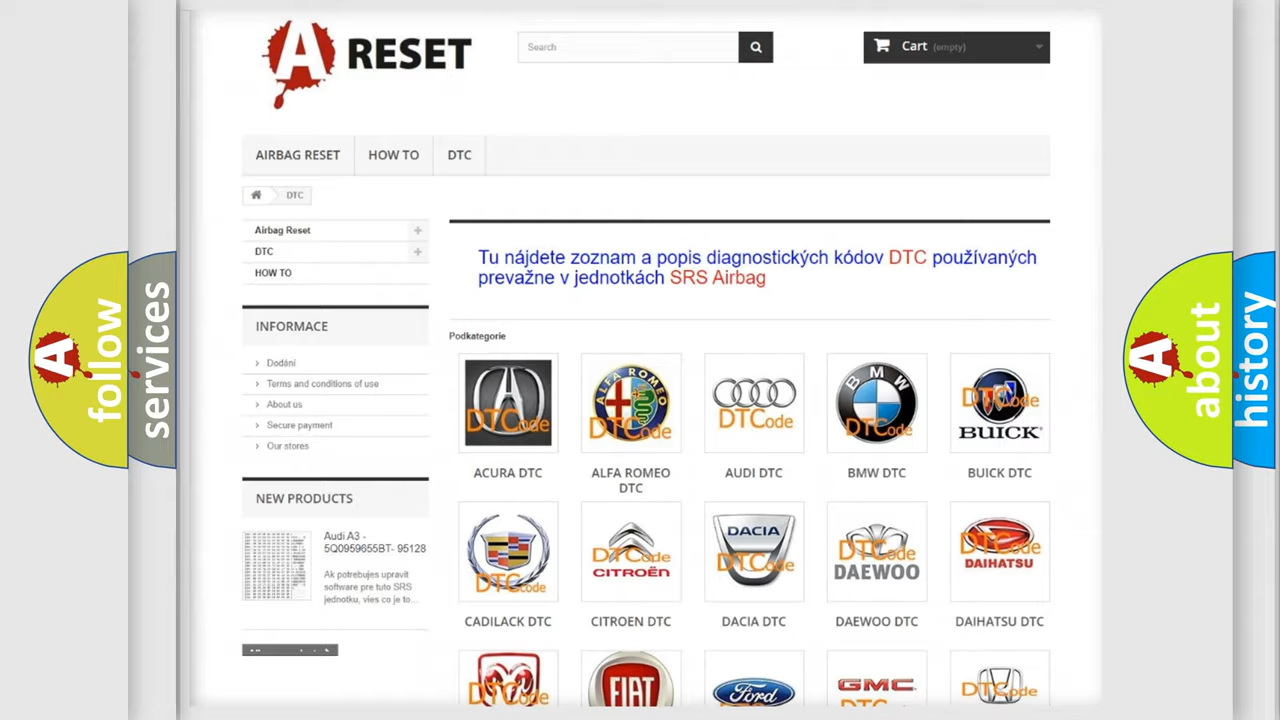 A RESET
Search
Cart (empty)
AIRBAG RESET
HOW TO
DTC
DTC
Airbag Reset
DTC
HOW TO
INFORMACE
Dodání
Terms and conditions of use
About us
Secure payment
Our stores
NEW PRODUCTS
Audi A3 -
5Q0959655BT- 95128
Ak potrebujes upravit
software pre tuto SRS
jednotku, vies co je to...
Tu nájdete zoznam a popis diagnostických kódov DTC používaných
prevažne v jednotkách SRS Airbag
Podkategorie
DTCode
ALFA ROMEO
DTCode
DTCode
BMW
DTCode
DTCode
BUICK
ACURA DTC
ALFA ROMEO
DTC
AUDI DTC
BMW DTC
BUICK DTC
DTCode
DTCode
CITROËN
DACIA
DTCode
DTCode
DAEWOO
DTCode
DAIHATSU
CADILACK DTC
CITROEN DTC
DACIA DTC
DAEWOO DTC
DAIHATSU DTC
DTCode
FIAT
Ford
GMC
DTCode
A
follow
services
A
about
history